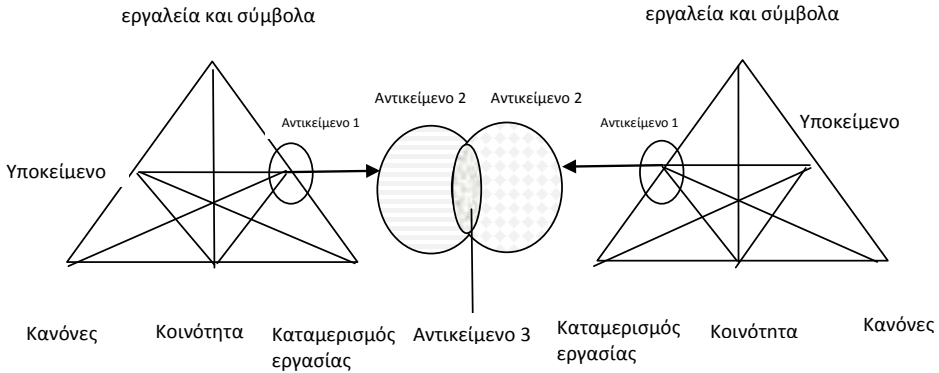 εργαλεία και σύμβολα
εργαλεία και σύμβολα
Αντικείμενο 2
Αντικείμενο 2
Αντικείμενο 1
Αντικείμενο 1
Υποκείμενο
Υποκείμενο
Κανόνες
Κοινότητα
Καταμερισμός
εργασίας
Αντικείμενο 3
Καταμερισμός
εργασίας
Κοινότητα
Κανόνες